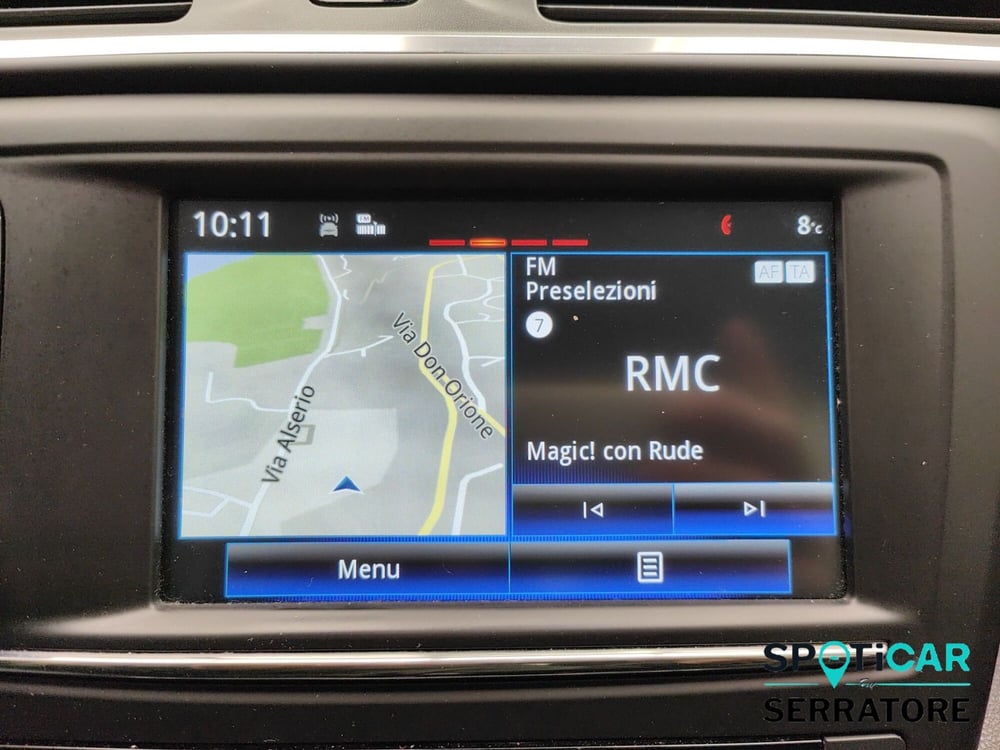 10:11
8°c
FM
Preselezioni
AF TA
7
RMC
Via Don Orione
Via Alserio
Magic! con Rude
Menu
SPOTiCAR
By
SERRATORE